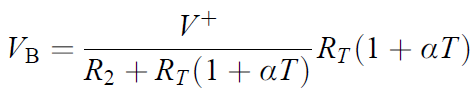 V_B = \frac{V^+}{R_2 + R_T(1 + \alpha T)} R_T(1 + \alpha T)